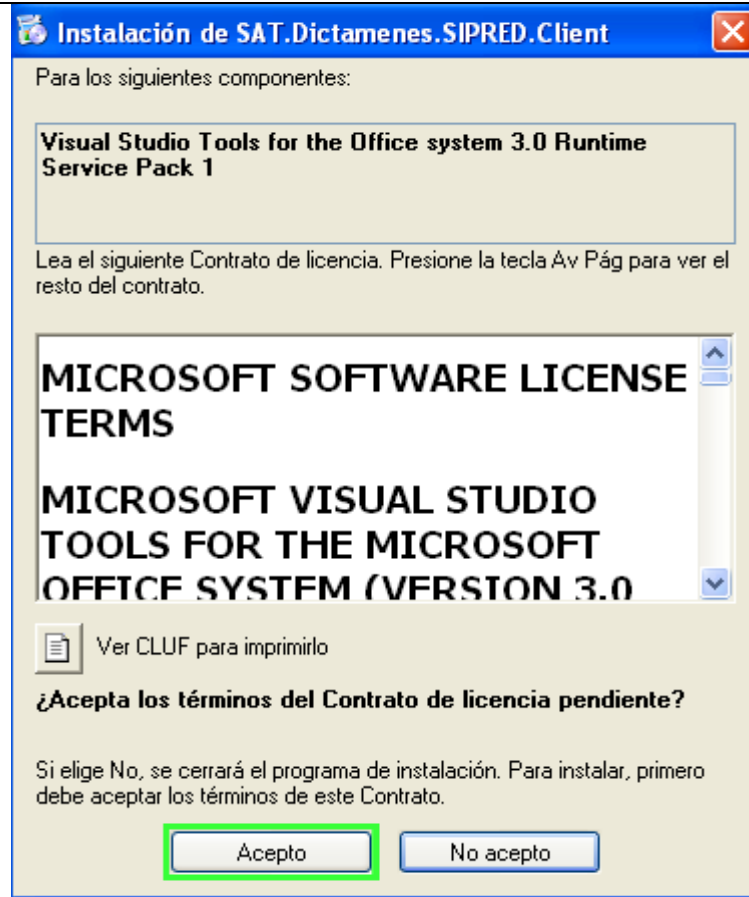 Instalación de SAT.Dictamenes.SIPRED.Client
Para los siguientes componentes:
Visual Studio Tools for the Office system 3.0 Runtime
Service Pack 1
Lea el siguiente Contrato de licencia. Presione la tecla Av Pág para ver el
resto del contrato.
MICROSOFT SOFTWARE LICENSE
TERMS
MICROSOFT VISUAL STUDIO
TOOLS FOR THE MICROSOFT
OFFICE SYSTEM (VERSION 3.0
Ver CLUF para imprimirlo
¿Acepta los términos del Contrato de licencia pendiente?
Si elige No, se cerrará el programa de instalación. Para instalar, primero
debe aceptar los términos de este Contrato.
Acepto No acepto